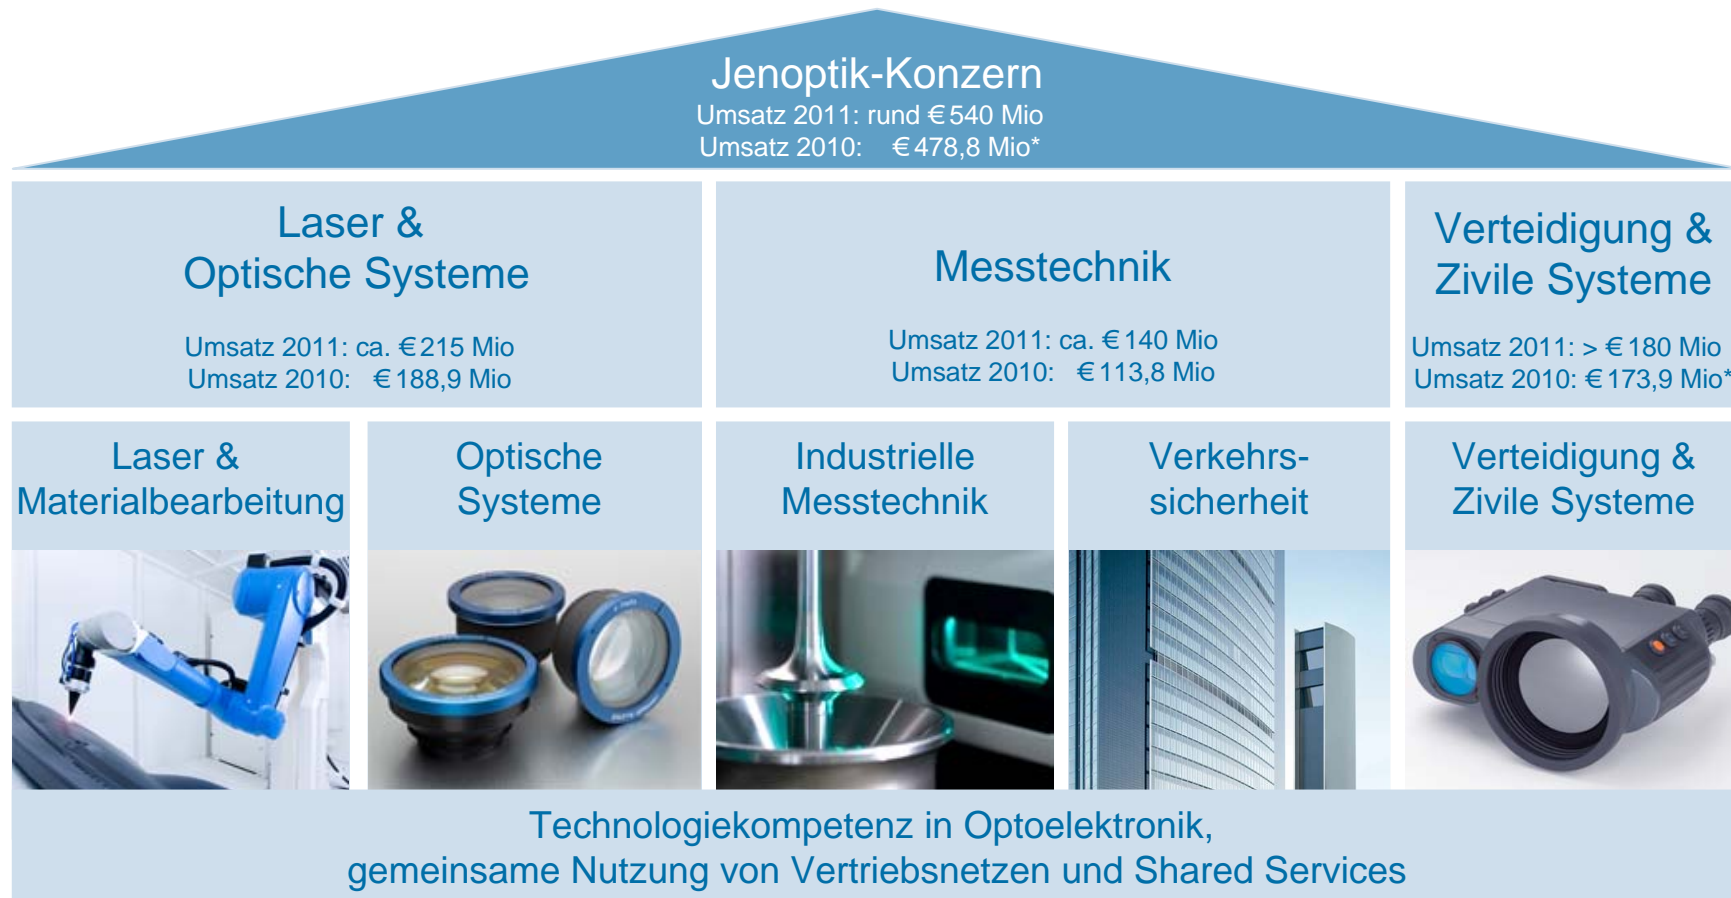 Jenoptik-Konzern
Umsatz 2011: rund € 540 Mio
Umsatz 2010: € 478,8 Mio*
Laser &
Optische Systeme
Umsatz 2011: ca. € 215 Mio
Umsatz 2010: € 188,9 Mio
Messtechnik
Umsatz 2011: ca. € 140 Mio
Umsatz 2010: € 113,8 Mio
Verteidigung &
Zivile Systeme
Umsatz 2011: > € 180 Mio
Umsatz 2010: € 173,9 Mio*
Laser &
Materialbearbeitung
Optische
Systeme
Industrielle
Messtechnik
Verkehrs-
sicherheit
Verteidigung &
Zivile Systeme
Technologiekompetenz in Optoelektronik,
gemeinsame Nutzung von Vertriebsnetzen und Shared Services